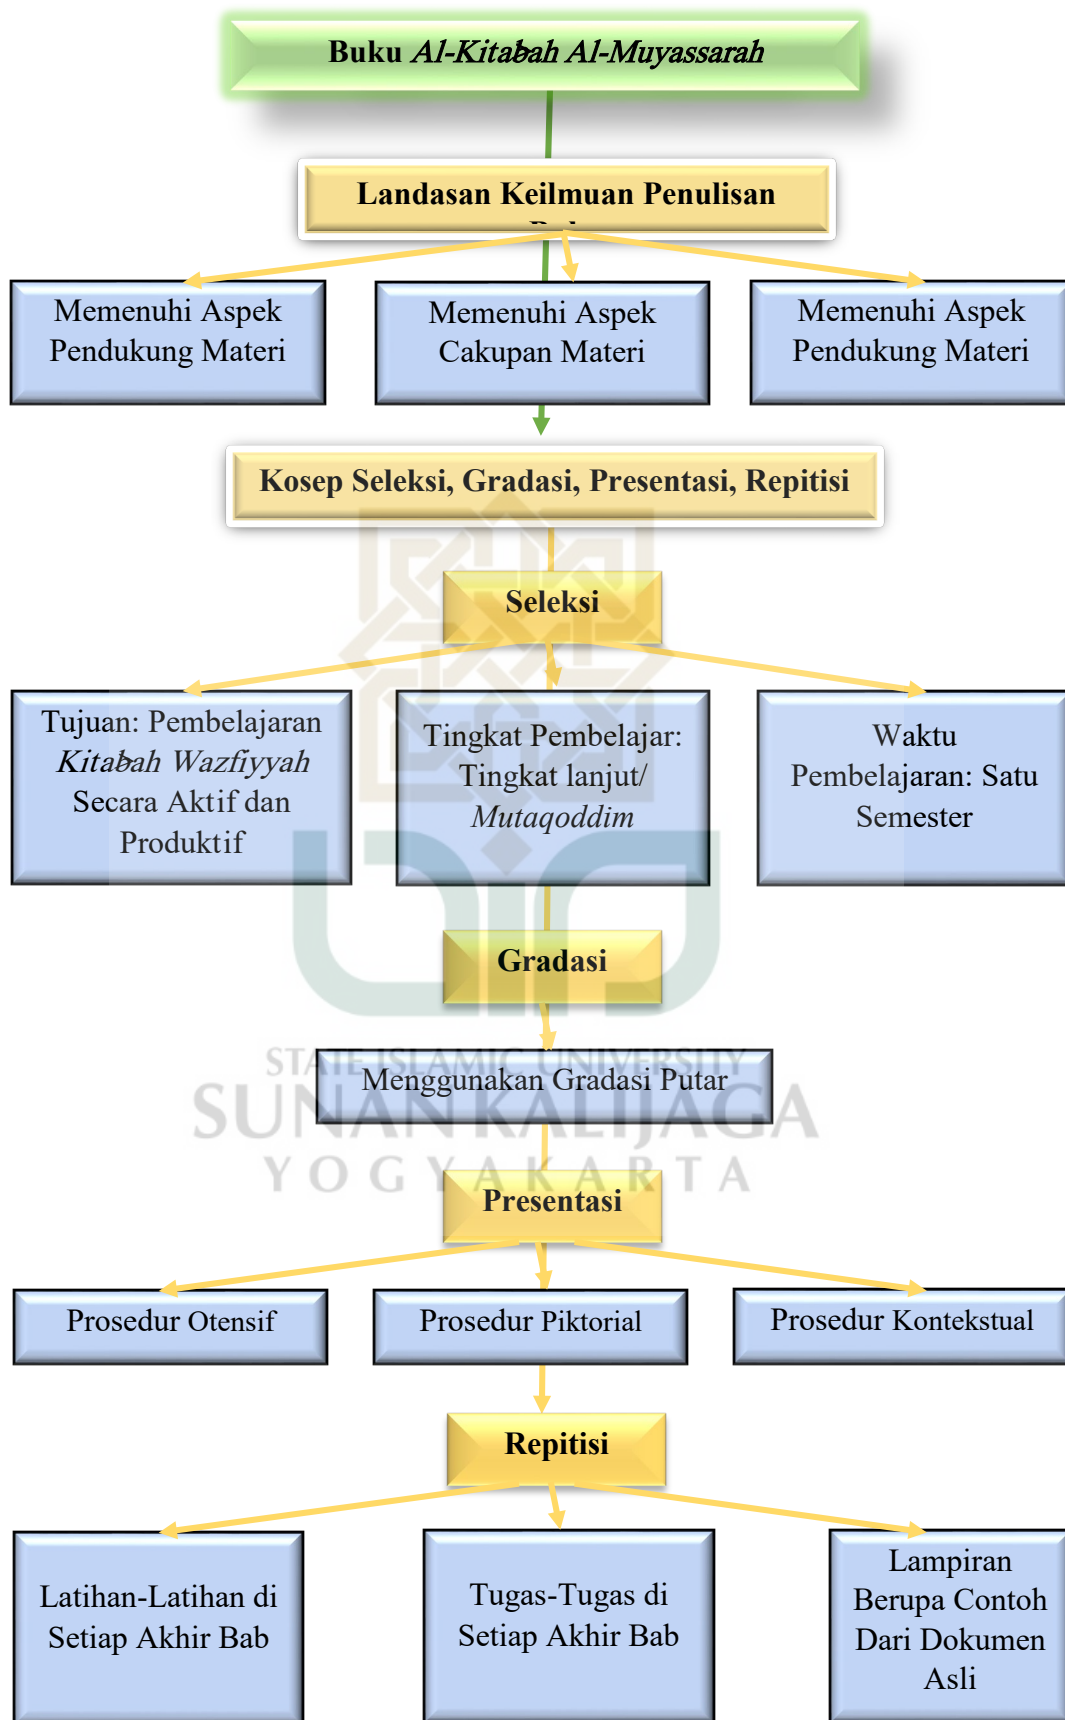 Buku Al-Kitabah Al-Muyassarah
Landasan Keilmuan Penulisan
Memenuhi Aspek
Pendukung Materi
Memenuhi Aspek
Cakupan Materi
Memenuhi Aspek
Pendukung Materi
Kosep Seleksi, Gradasi, Presentasi, Repitisi
Seleksi
Tujuan: Pembelajaran
Kitabah Wazfiyyah
Secara Aktif dan
Produktif
Tingkat Pembelajar:
Tingkat lanjut/
Mutaqoddim
Waktu
Pembelajaran: Satu
Semester
Gradasi
Menggunakan Gradasi Putar
STATE ISLAMIC UNIVERSITY
SUNAN KALIJAGA
YOGYAKARTA
Presentasi
Prosedur Otensif
Prosedur Piktorial
Prosedur Kontekstual
Repitisi
Latihan-Latihan di
Setiap Akhir Bab
Tugas-Tugas di
Setiap Akhir Bab
Lampiran
Berupa Contoh
Dari Dokumen
Asli